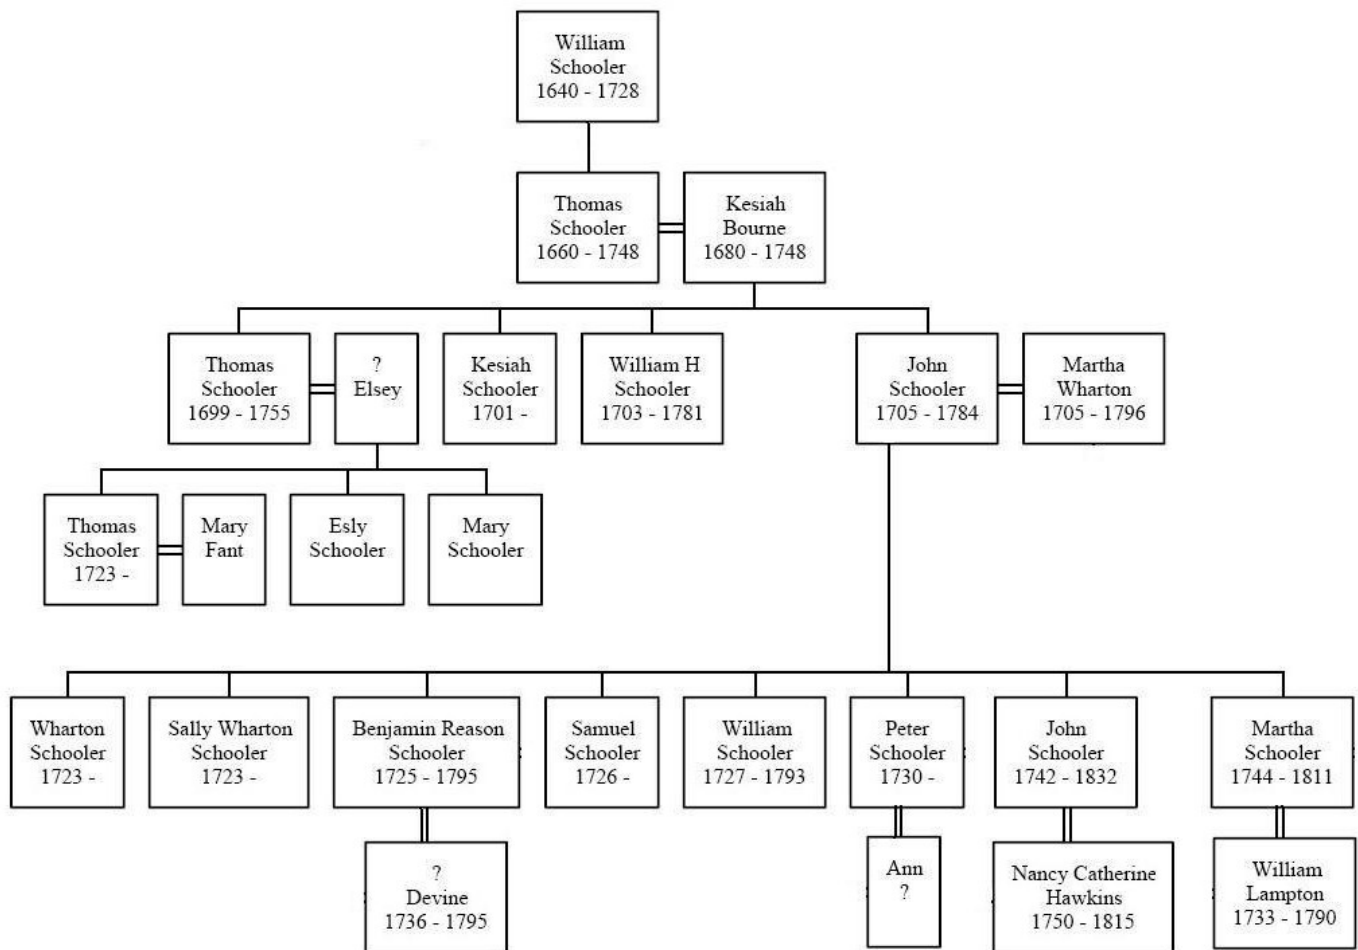 William
Schooler
1640 - 1728
Thomas
Schooler
1660 - 1748
Kesiah
Bourne
1680 - 1748
Thomas
Schooler
1699 - 1755
?
Elsey
Kesiah
Schooler
1701 -
William H
Schooler
1703 - 1781
John
Schooler
1705 - 1784
Martha
Wharton
1705 - 1796
Thomas
Schooler
1723 -
Mary
Fant
Esly
Schooler
Mary
Schooler
Wharton
Schooler
1723 -
Sally Wharton
Schooler
1723 -
Benjamin Reason
Schooler
1725 - 1795
Samuel
Schooler
1726 -
William
Schooler
1727 - 1793
Peter
Schooler
1730 -
John
Schooler
1742 - 1832
Martha
Schooler
1744 - 1811
?
Devine
1736 - 1795
Ann
?
Nancy Catherine
Hawkins
1750 - 1815
William
Lampton
1733 - 1790